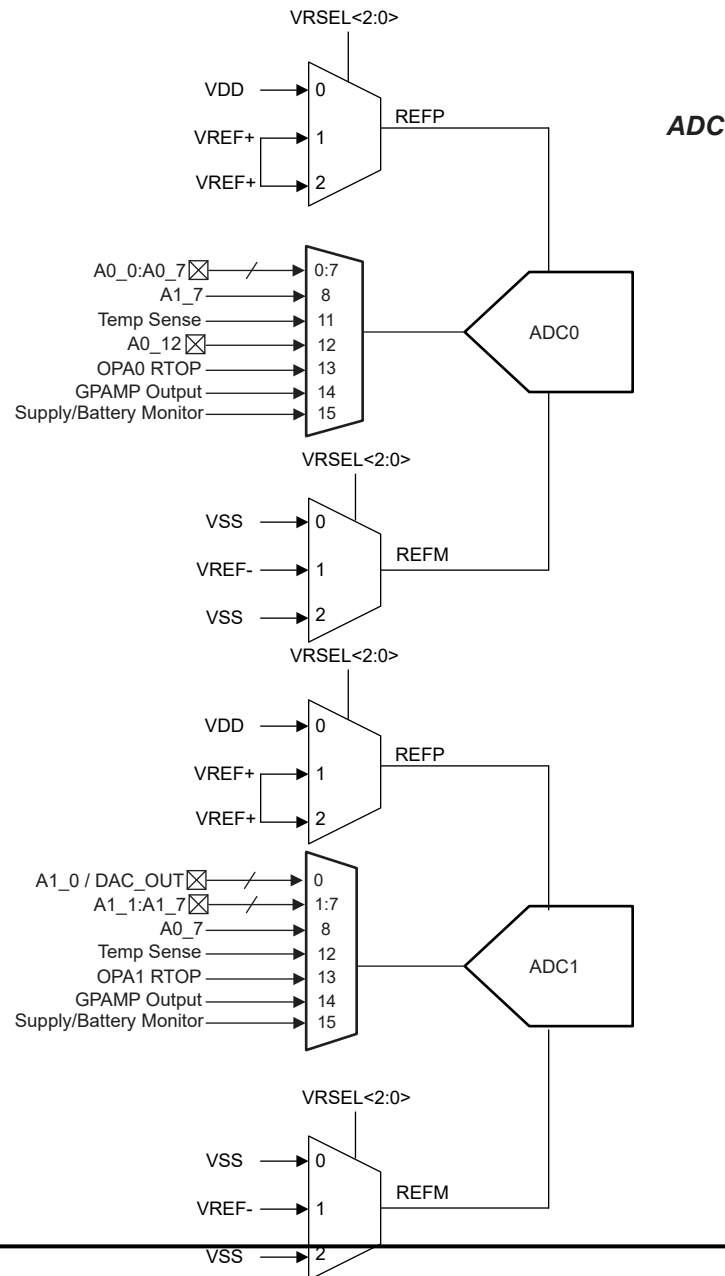 VRSEL<2:0>
VDD 0
REFP
ADC
VREF+ 1
VREF+ 2
A0_0:A0_7 0:7
A1_7 8
Temp Sense 11
ADC0
A0_12 12
OPA0 RTOP 13
GPAMP Output 14
Supply/Battery Monitor 15
VRSEL<2:0>
VSS 0
REFM
VREF- 1
VSS 2
VRSEL<2:0>
VDD 0
REFP
VREF+ 1
VREF+ 2
A1_0 / DAC_OUT 0
A1_1:A1_7 1:7
A0_7 8
Temp Sense 12
ADC1
OPA1 RTOP 13
GPAMP Output 14
Supply/Battery Monitor 15
VRSEL<2:0>
VSS 0
REFM
VREF- 1
VSS 2